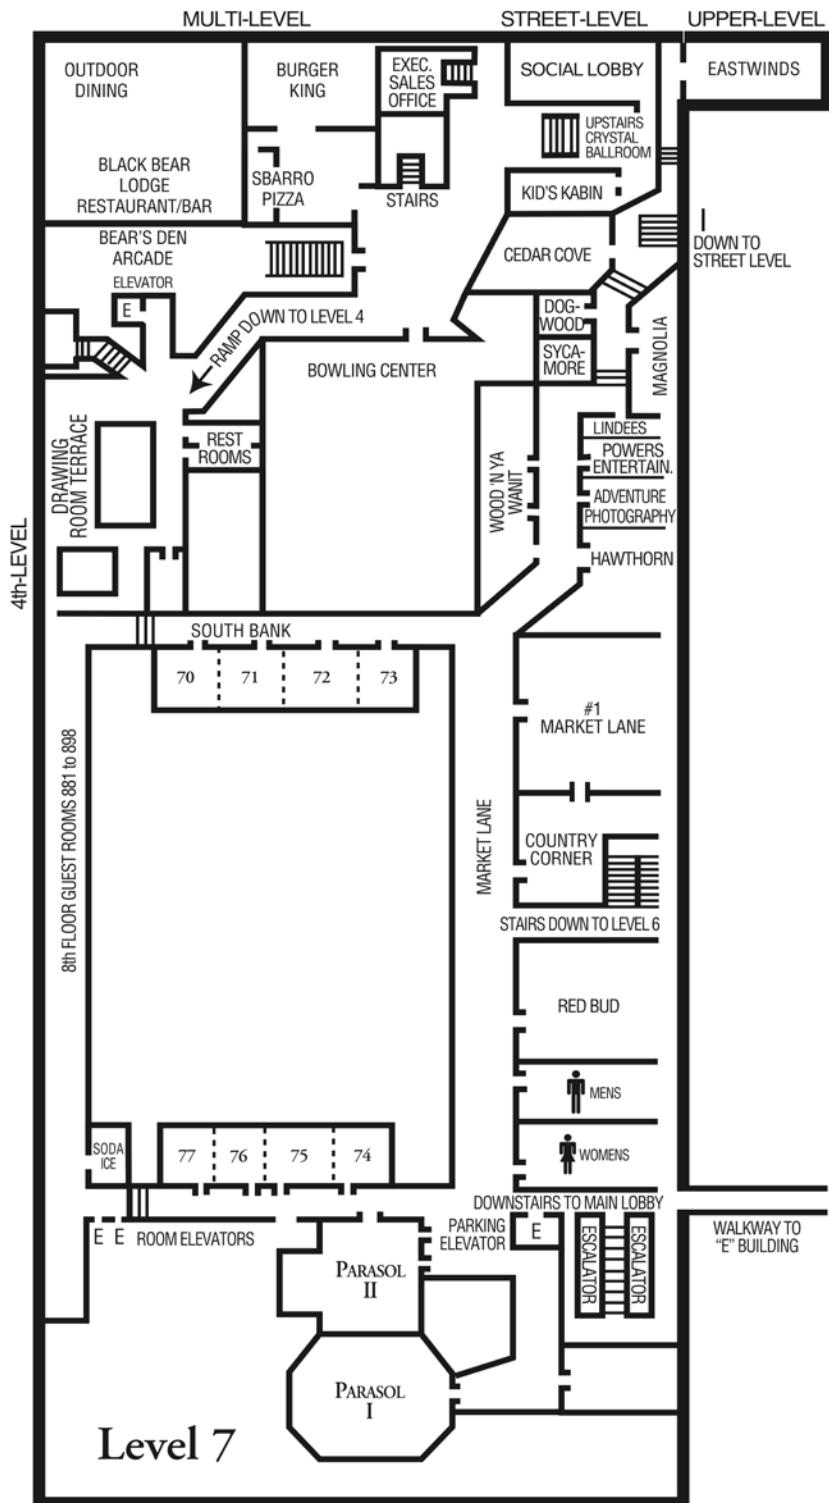 MULTI-LEVEL
STREET-LEVEL
UPPER-LEVEL
OUTDOOR
DINING
BURGER
KING
EXEC.
SALES
OFFICE
SOCIAL LOBBY
EASTWINDS
UPSTAIRS
CRYSTAL
BALLROOM
BLACK BEAR
LODGE
RESTAURANT/BAR
SBARRO
PIZZA
STAIRS
KID'S KABIN
BEAR'S DEN
ARCADE
CEDAR COVE
DOWN TO
STREET LEVEL
ELEVATOR
E
RAMP DOWN TO LEVEL 4
DOG-
WOOD
SYCA-
MORE
MAGNOLIA
BOWLING CENTER
LINDEES
POWERS
ENTERTAIN.
ADVENTURE
PHOTOGRAPHY
HAWTHORN
REST
ROOMS
DRAWING
ROOM TERRACE
WOOD 'N YA
WANIT
4th-LEVEL
SOUTH BANK
70
71
72
73
#1
MARKET LANE
8th FLOOR GUEST ROOMS 881 to 898
MARKET LANE
COUNTRY
CORNER
STAIRS DOWN TO LEVEL 6
RED BUD
MENS
WOMENS
SODA
ICE
77
76
75
74
DOWNSTAIRS TO MAIN LOBBY
E E
ROOM ELEVATORS
PARKING
ELEVATOR
E
WALKWAY TO
"E" BUILDING
ESCALATOR
ESCALATOR
PARASOL
II
PARASOL
I
Level 7